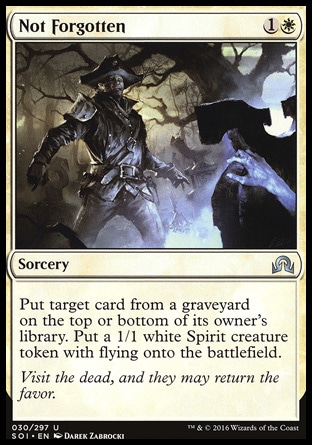 Not Forgotten 1
Sorcery
Put target card from a graveyard
on the top or bottom of its owner's
library. Put a 1/1 white Spirit creature
token with flying onto the battlefield.
Visit the dead, and they may return the
favor.
030/297 U
SOI • EN DAREK ZABROCKI
™ & © 2016 Wizards of the Coast